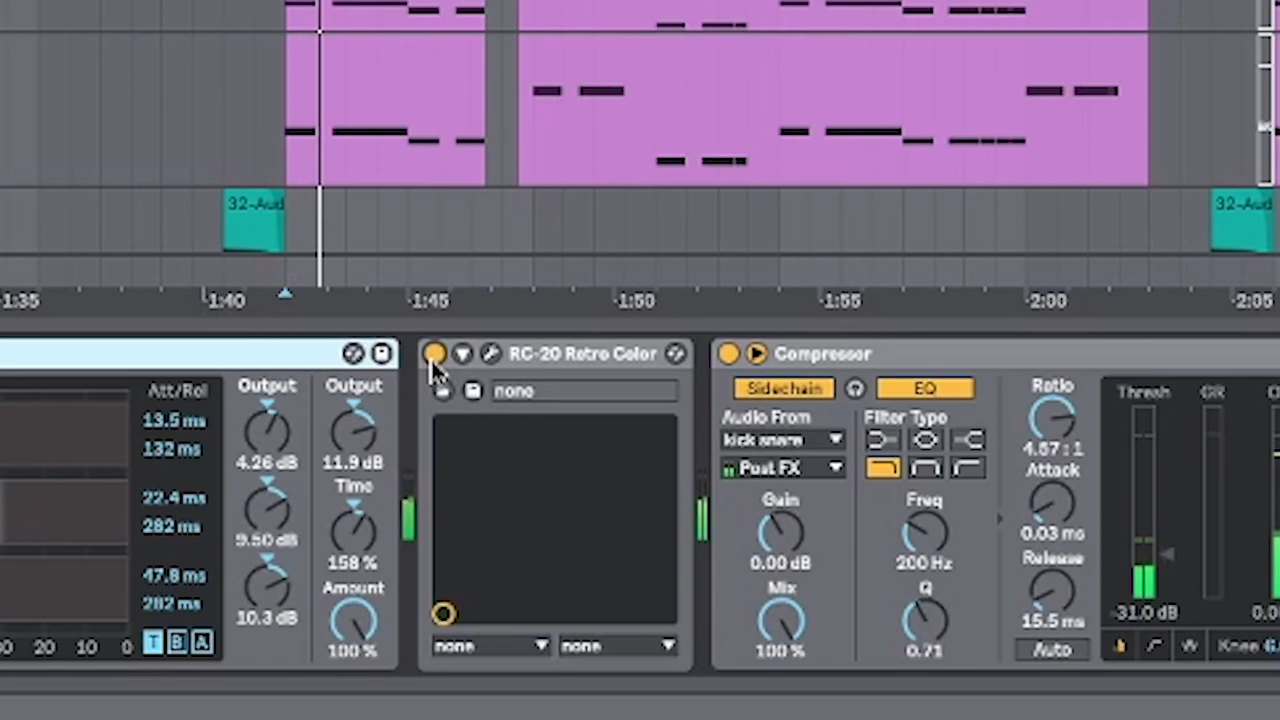 32-Aud
32-Aud
1:35
1:40
1:45
1:50
1:55
2:00
2:05
RC-20 Retro Color
Compressor
Att/Rel
13.5 ms
132 ms
22.4 ms
282 ms
47.8 ms
282 ms
20
10
0
T B A
Output
4.26 dB
9.50 dB
10.3 dB
Output
11.9 dB
Time
158 %
Amount
100 %
none
none
none
Sidechain
EQ
Audio From
kick snare
Post FX
Gain
0.00 dB
Mix
100 %
Filter Type
Freq
200 Hz
Q
0.71
Ratio
4.57 : 1
Attack
0.03 ms
Release
15.5 ms
Auto
Thresh
GR
-31.0 dB
0.0
Knee